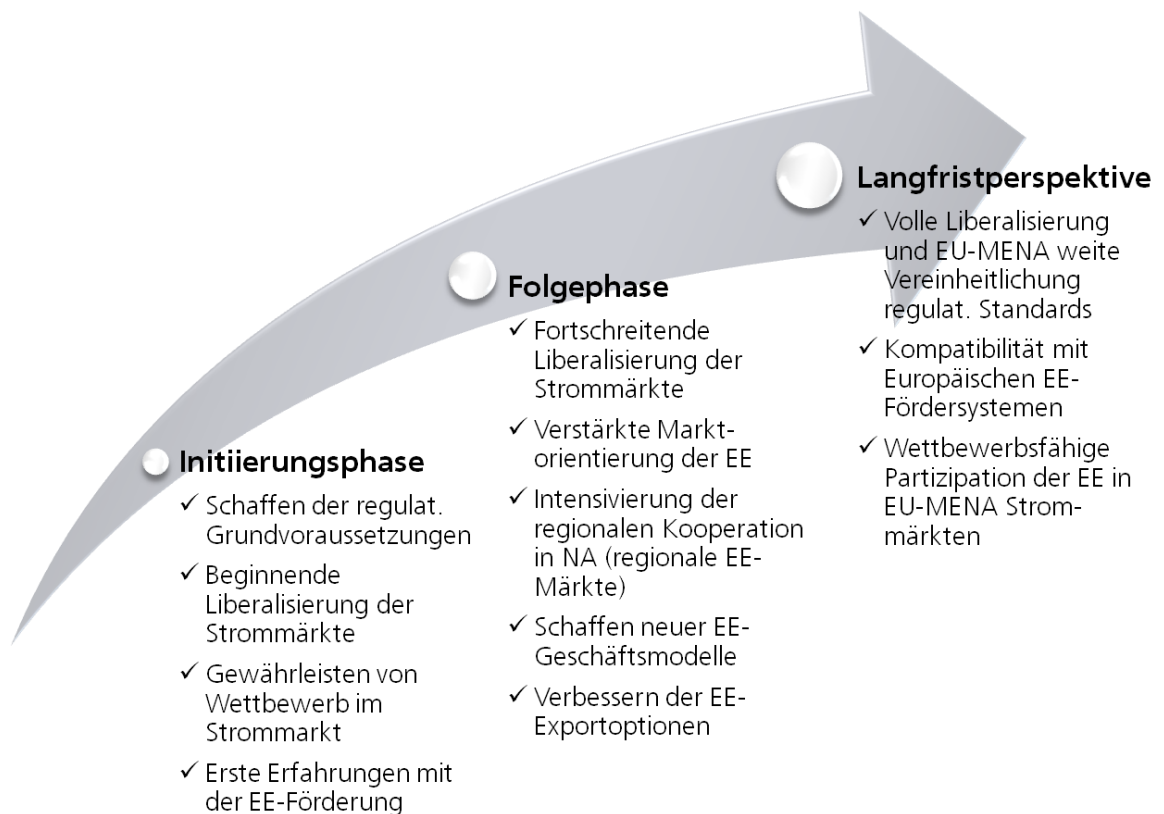 Initiierungsphase
✓ Schaffen der regulat.
Grundvoraussetzungen
✓ Beginnende
Liberalisierung der
Strommärkte
✓ Gewährleisten von
Wettbewerb im
Strommarkt
✓ Erste Erfahrungen mit
der EE-Förderung
Folgephase
✓ Fortschreitende
Liberalisierung der
Strommärkte
✓ Verstärkte Markt-
orientierung der EE
✓ Intensivierung der
regionalen Kooperation
in NA (regionale EE-
Märkte)
✓ Schaffen neuer EE-
Geschäftsmodelle
✓ Verbessern der EE-
Exportoptionen
Langfristperspektive
✓ Volle Liberalisierung
und EU-MENA weite
Vereinheitlichung
regulat. Standards
✓ Kompatibilität mit
Europäischen EE-
Fördersystemen
✓ Wettbewerbsfähige
Partizipation der EE in
EU-MENA Strom-
märkten